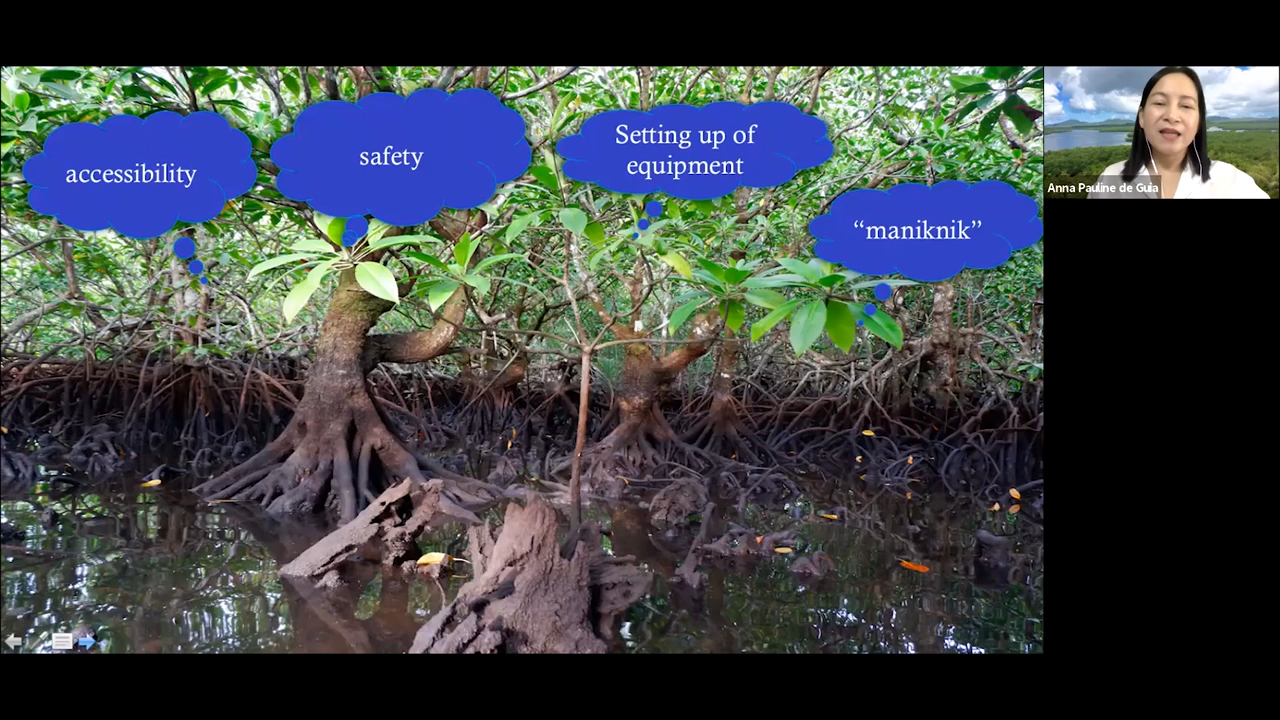 accessibility
safety
Setting up of
equipment
“maniknik”
Anna Pauline de Guia